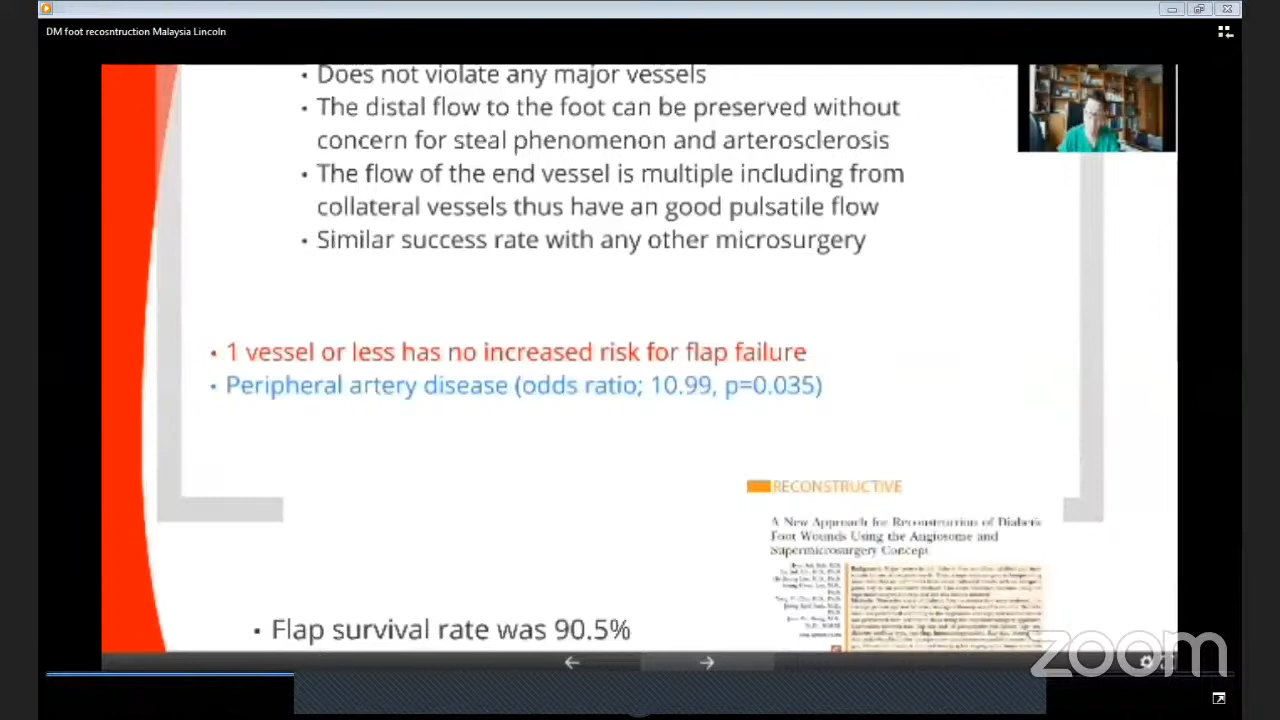 DM foot recosntruction Malaysia Lincoln
• Does not violate any major vessels
• The distal flow to the foot can be preserved without
concern for steal phenomenon and arterosclerosis
• The flow of the end vessel is multiple including from
collateral vessels thus have an good pulsatile flow
• Similar success rate with any other microsurgery
• 1 vessel or less has no increased risk for flap failure
• Peripheral artery disease (odds ratio; 10.99, p=0.035)
RECONSTRUCTIVE
A New Approach for Reconstruction of Diabetic
Foot Wounds Using the Angiosome and
Supermicrosurgery Concept
• Flap survival rate was 90.5%
zoom